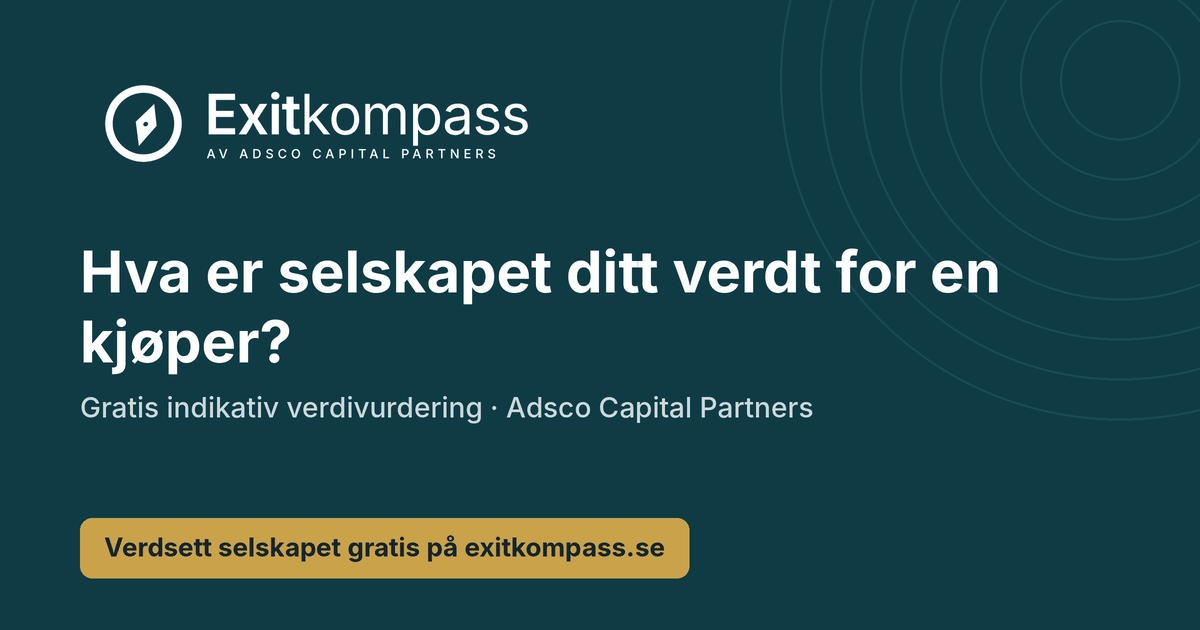 Exitkompass
AV ADSCO CAPITAL PARTNERS
Hva er selskapet ditt verdt for en
kjøper?
Gratis indikativ verdivurdering · Adsco Capital Partners
Verdsett selskapet gratis på exitkompass.se